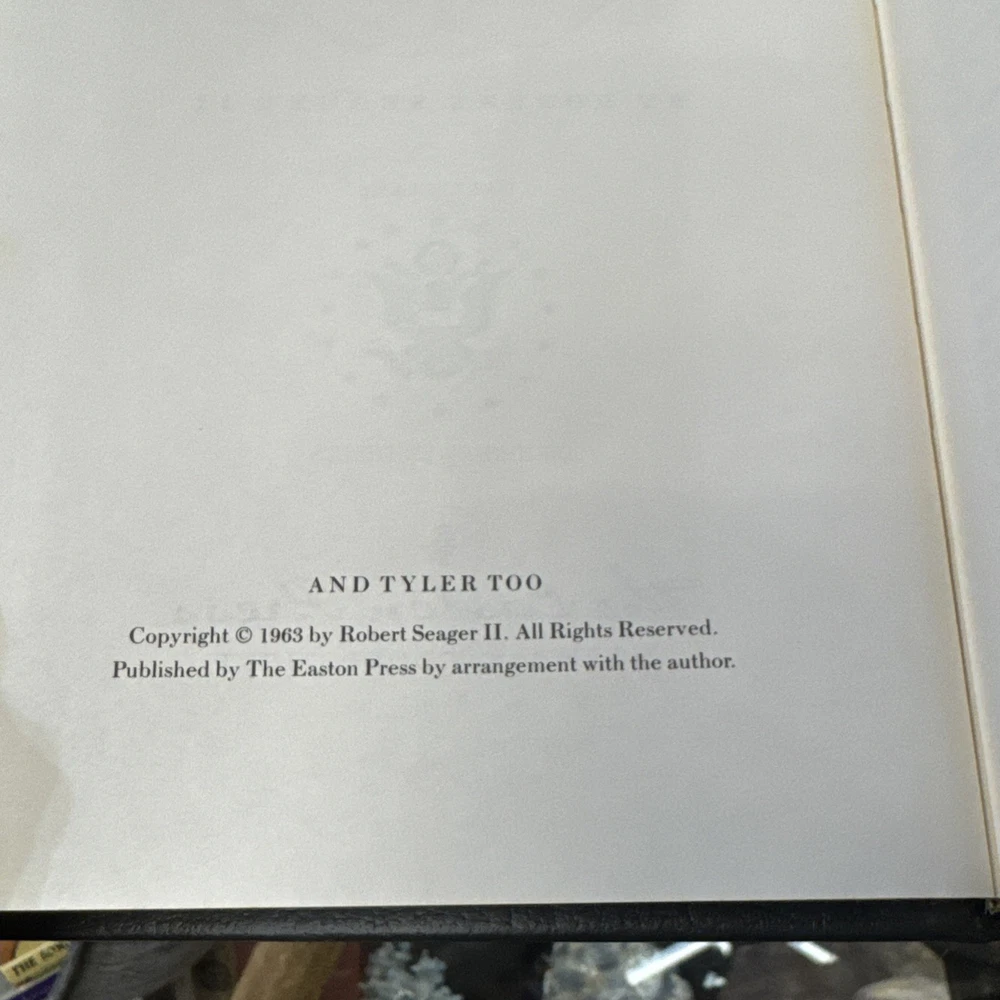 AND TYLER TOO
Copyright © 1963 by Robert Seager II. All Rights Reserved.
Published by The Easton Press by arrangement with the author.
THE